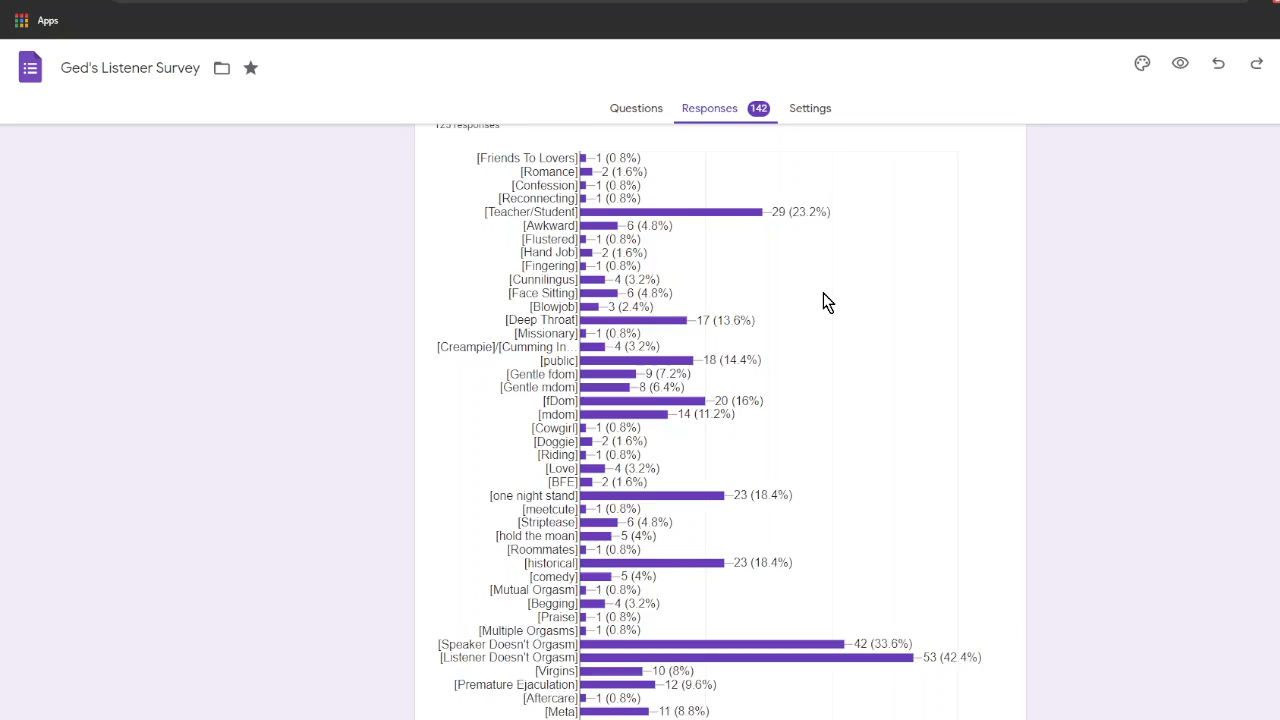 Apps
Ged's Listener Survey
Questions Responses 142 Settings
125 responses
[Friends To Lovers] 1 (0.8%)
[Romance] 2 (1.6%)
[Confession] 1 (0.8%)
[Reconnecting] 1 (0.8%)
[Teacher/Student] 29 (23.2%)
[Awkward] 6 (4.8%)
[Flustered] 1 (0.8%)
[Hand Job] 2 (1.6%)
[Fingering] 1 (0.8%)
[Cunnilingus] 4 (3.2%)
[Face Sitting] 6 (4.8%)
[Blowjob] 3 (2.4%)
[Deep Throat] 17 (13.6%)
[Missionary] 1 (0.8%)
[Creampie]/[Cumming In... 4 (3.2%)
[public] 18 (14.4%)
[Gentle fdom] 9 (7.2%)
[Gentle mdom] 8 (6.4%)
[fDom] 20 (16%)
[mdom] 14 (11.2%)
[Cowgirl] 1 (0.8%)
[Doggie] 2 (1.6%)
[Riding] 1 (0.8%)
[Love] 4 (3.2%)
[BFE] 2 (1.6%)
[one night stand] 23 (18.4%)
[meetcute] 1 (0.8%)
[Striptease] 6 (4.8%)
[hold the moan] 5 (4%)
[Roommates] 1 (0.8%)
[historical] 23 (18.4%)
[comedy] 5 (4%)
[Mutual Orgasm] 1 (0.8%)
[Begging] 4 (3.2%)
[Praise] 1 (0.8%)
[Multiple Orgasms] 1 (0.8%)
[Speaker Doesn't Orgasm] 42 (33.6%)
[Listener Doesn't Orgasm] 53 (42.4%)
[Virgins] 10 (8%)
[Premature Ejaculation] 12 (9.6%)
[Aftercare] 1 (0.8%)
[Meta] 11 (8.8%)